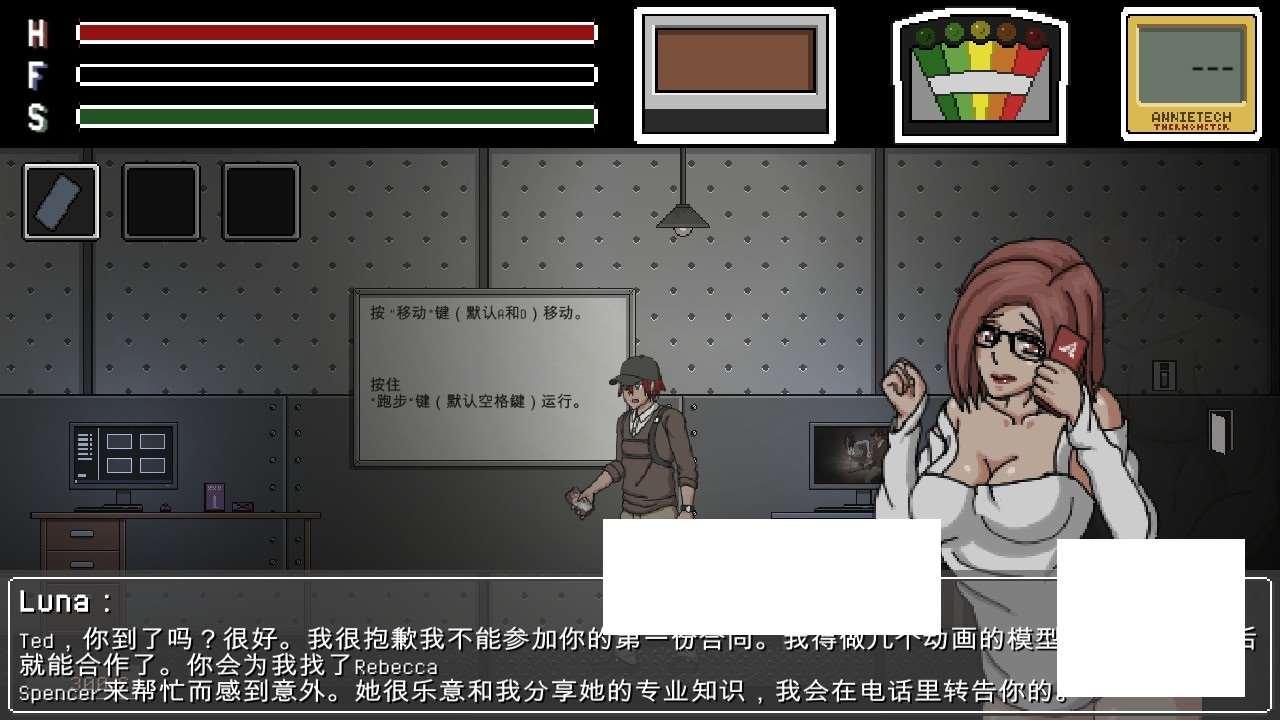 H
F
S
ANNIETECH
THERMOMETER
按"移动"键(默认A和D)移动。
按住
"跑步"键(默认空格鍵)运行。
Luna:
Ted,你到了吗?很好。我很抱歉我不能参加你的第一份合同。我得做几个动画的模型 后
就能合作了。你会为我找了Rebecca
Spencer来帮忙而感到意外。她很乐意和我分享她的专业知识,我会在电话里转告你的。